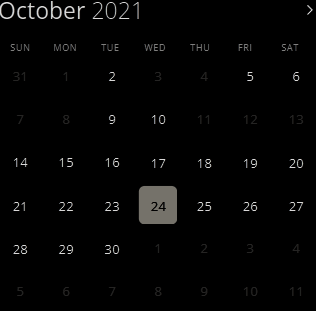 October 2021
SUN MON TUE WED THU FRI SAT
31 1 2 3 4 5 6
7 8 9 10 11 12 13
14 15 16 17 18 19 20
21 22 23 24 25 26 27
28 29 30 1 2 3 4
5 6 7 8 9 10 11